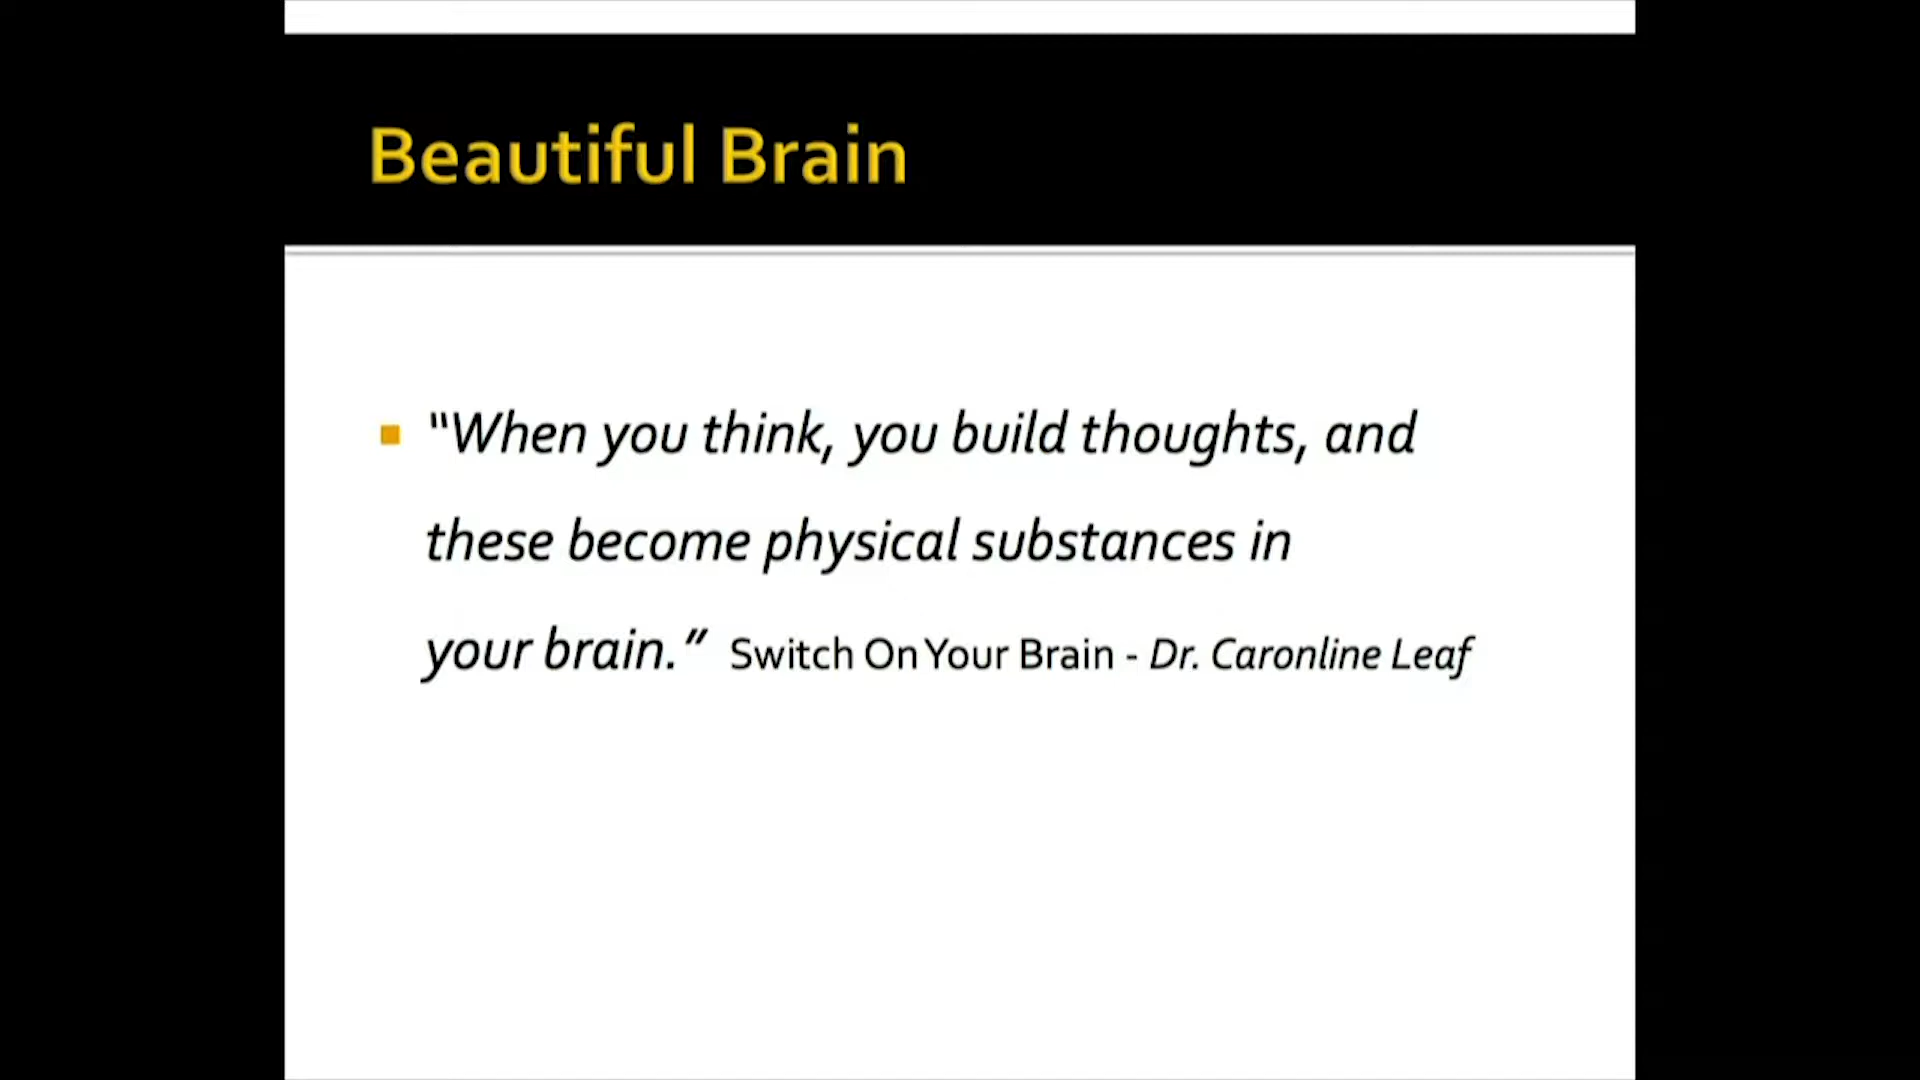 Beautiful Brain
"When you think, you build thoughts, and
these become physical substances in
your brain.” Switch On Your Brain - Dr. Caronline Leaf